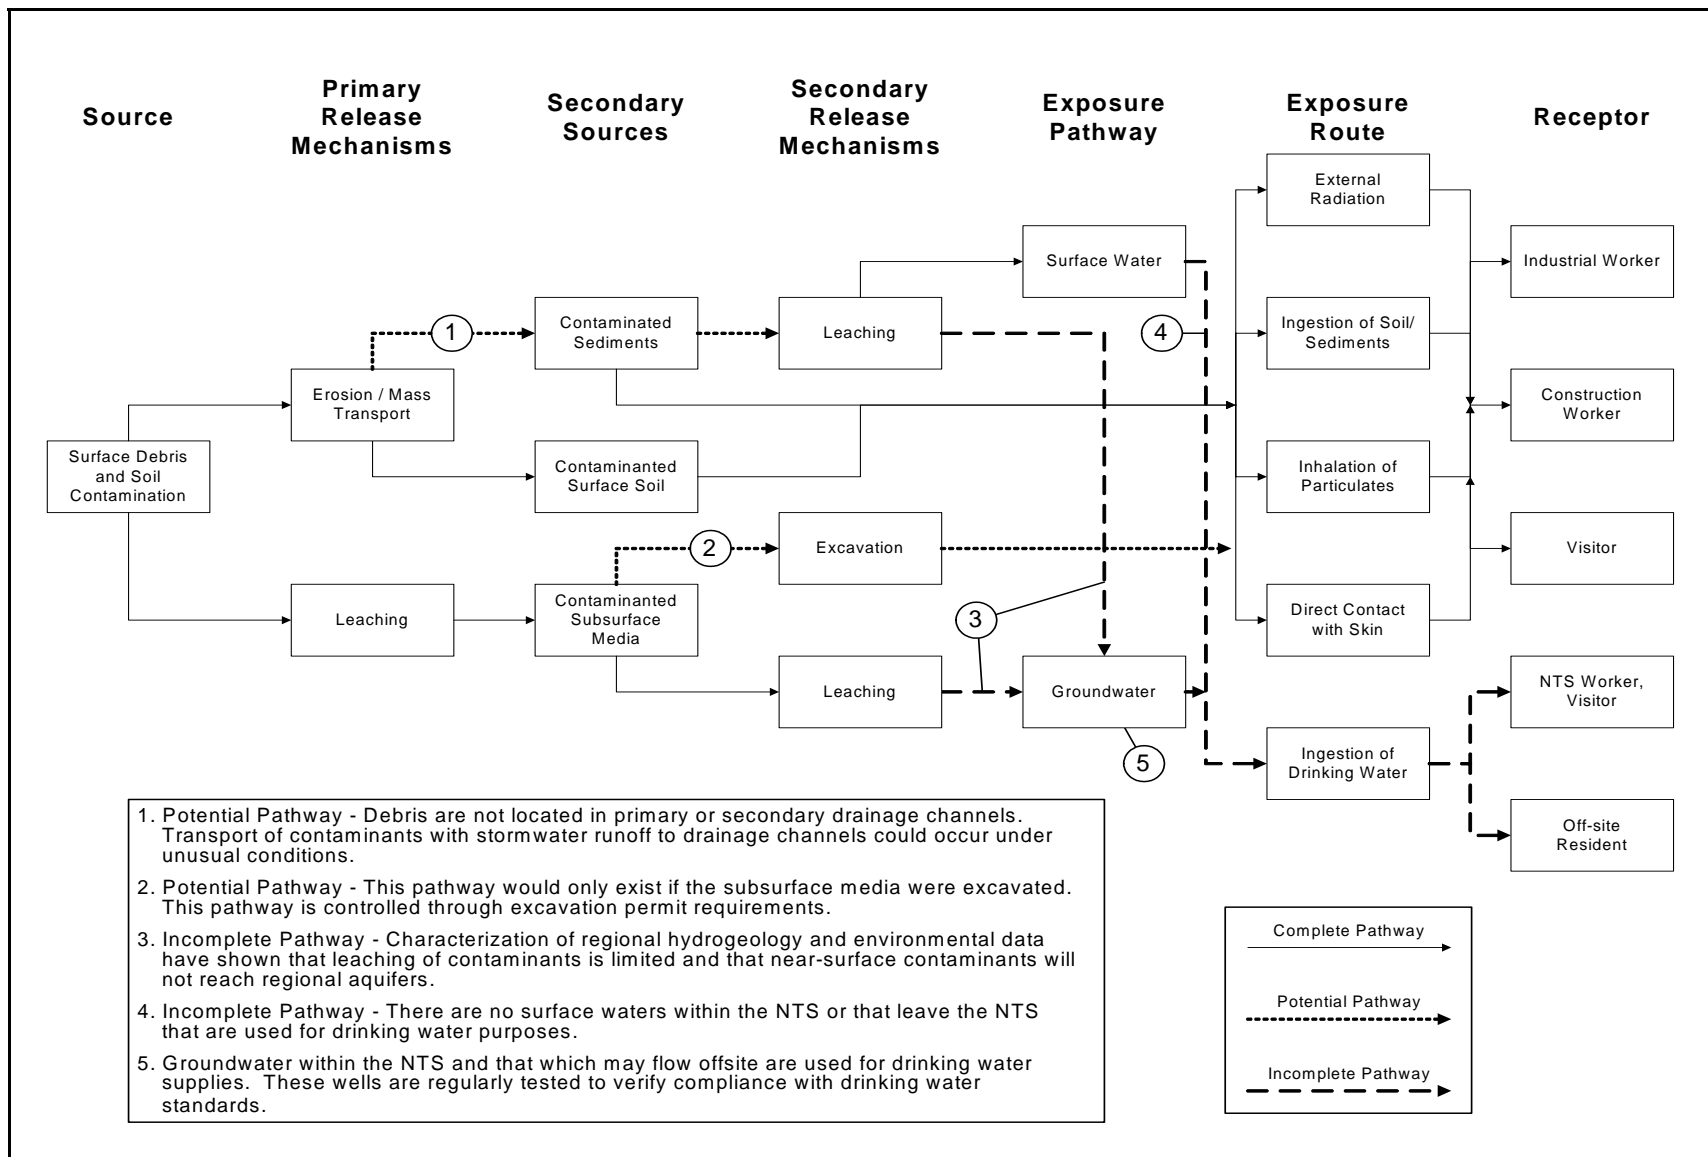 Source
Primary
Release
Mechanisms
Secondary
Sources
Secondary
Release
Mechanisms
Exposure
Pathway
Exposure
Route
Receptor
External
Radiation
Surface Water
Industrial Worker
1
Contaminated
Sediments
Leaching
4
Ingestion of Soil/
Sediments
Erosion / Mass
Transport
Construction
Worker
Surface Debris
and Soil
Contamination
Contaminanted
Surface Soil
Inhalation of
Particulates
2
Excavation
Visitor
Leaching
Contaminanted
Subsurface
Media
3
Direct Contact
with Skin
Leaching
Groundwater
NTS Worker,
Visitor
5
Ingestion of
Drinking Water
Off-site
Resident
1. Potential Pathway - Debris are not located in primary or secondary drainage channels.
Transport of contaminants with stormwater runoff to drainage channels could occur under
unusual conditions.
2. Potential Pathway - This pathway would only exist if the subsurface media were excavated.
This pathway is controlled through excavation permit requirements.
3. Incomplete Pathway - Characterization of regional hydrogeology and environmental data
have shown that leaching of contaminants is limited and that near-surface contaminants will
not reach regional aquifers.
4. Incomplete Pathway - There are no surface waters within the NTS or that leave the NTS
that are used for drinking water purposes.
5. Groundwater within the NTS and that which may flow offsite are used for drinking water
supplies. These wells are regularly tested to verify compliance with drinking water
standards.
Complete Pathway
Potential Pathway
Incomplete Pathway